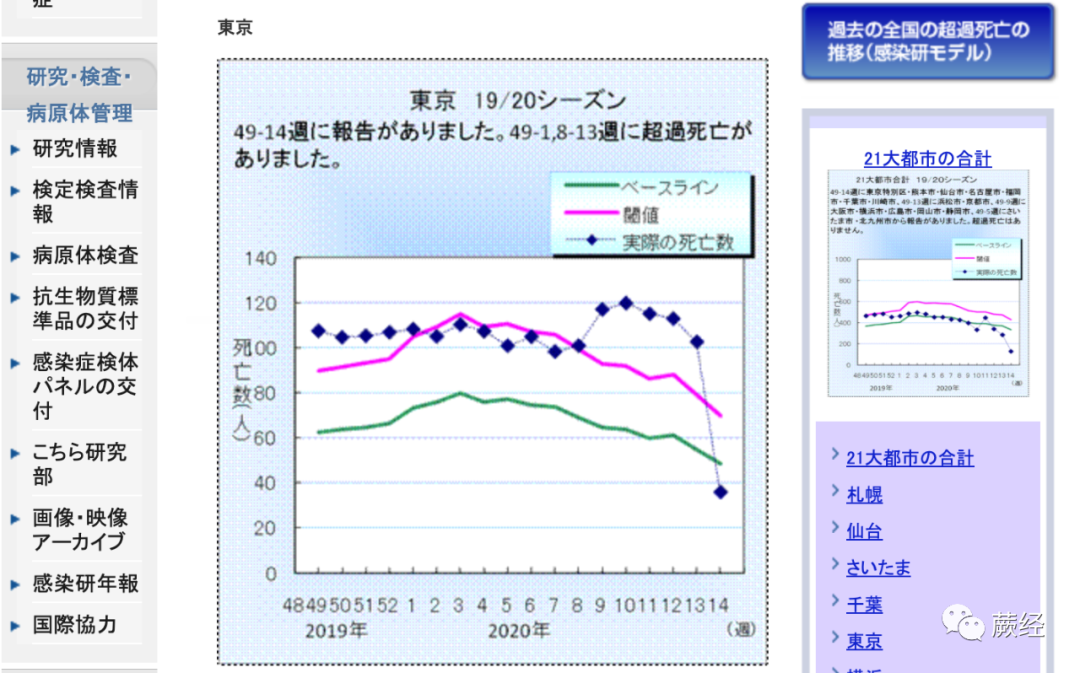 症
研究・検査・
病原体管理
研究情報
検定検査情
報
病原体検査
抗生物質標
準品の交付
感染症検体
パネルの交
付
こちら研究
部
画像・映像
アーカイブ
感染研年報
国際協力
東京
東京 19/20シーズン
49-14週に報告がありました。49-1,8-13週に超過死亡が
ありました。
ベースライン
閾値
実際の死亡数
死亡数(人)
140
120
100
80
60
40
20
0
48 49 50 51 52 1 2 3 4 5 6 7 8 9 10 11 12 13 14
2019年 2020年 (週)
過去の全国の超過死亡の
推移(感染研モデル)
21大都市の合計
21大都市合計 19/20シーズン
49-14週に東京特別区・熊本市・仙台市・名古屋市・福岡
市・千葉市・川崎市、49-13週に浜松市・京都市、49-9週に
大阪市・横浜市・広島市・岡山市・静岡市、49-5週にさい
たま市・北九州市から報告がありました。超過死亡はあ
りません。
ベースライン
閾値
実際の死亡数
死亡数(人)
1000
800
600
400
200
0
48 49 50 51 52 1 2 3 4 5 6 7 8 9 10 11 12 13 14
2019年 2020年 (週)
21大都市の合計
札幌
仙台
さいたま
千葉
東京
横浜
蕨经